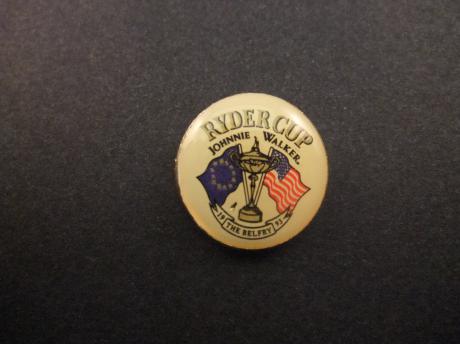 RYDER CUP
JOHNNIE WALKER
19 THE BELFRY 93